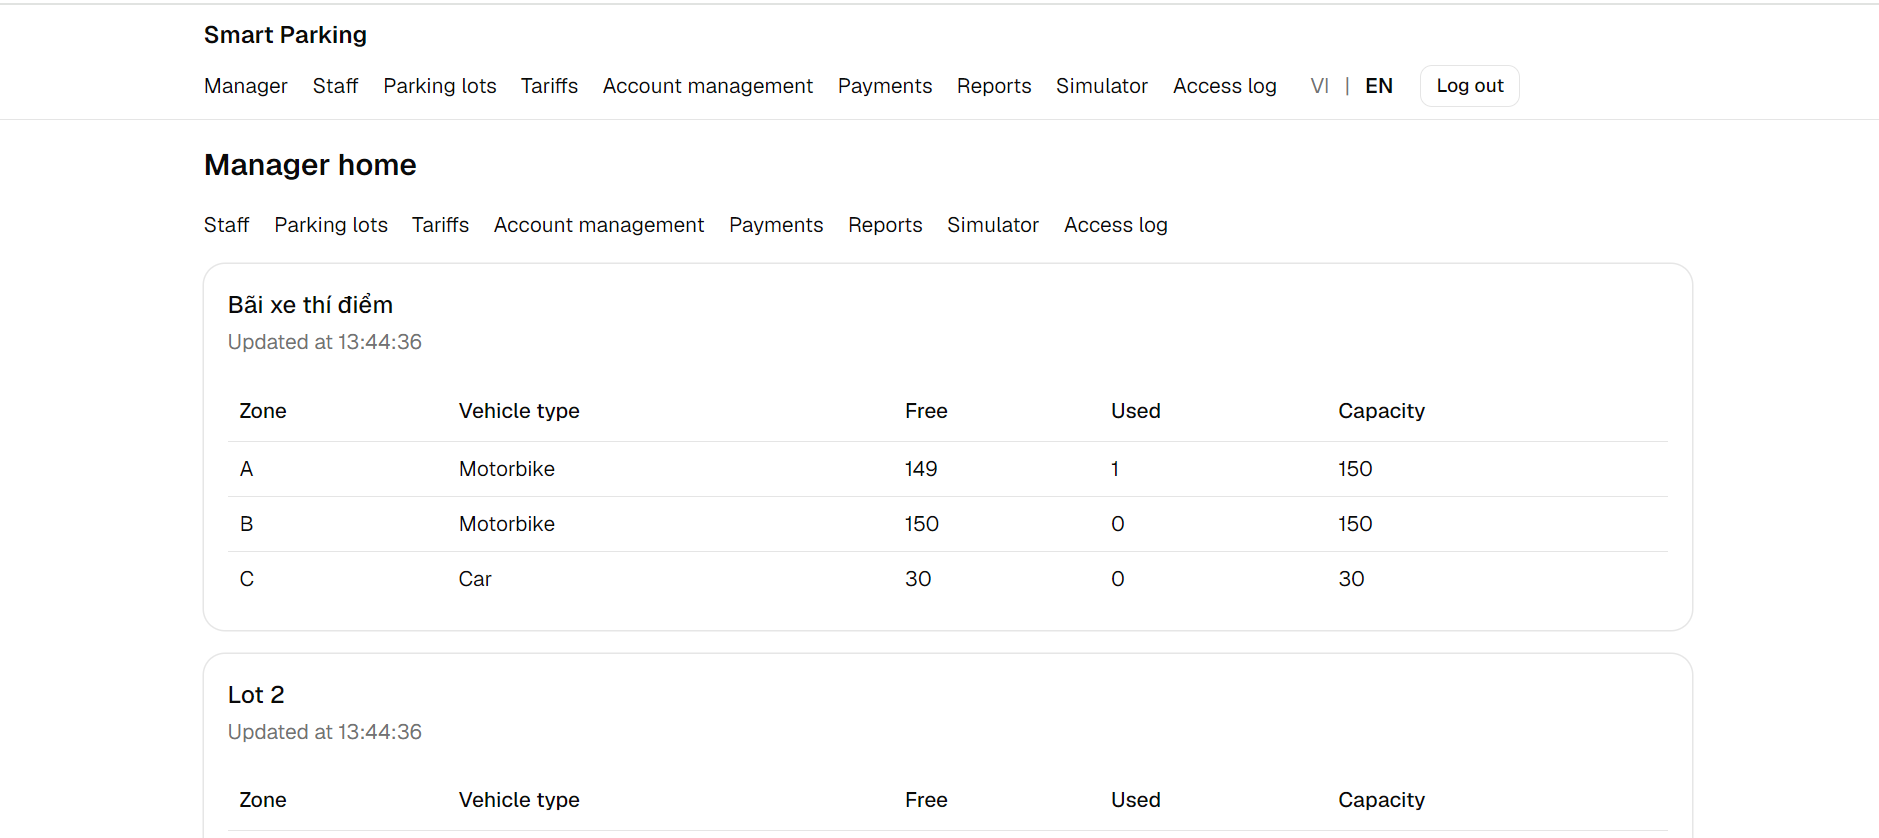 Smart Parking
Manager Staff Parking lots Tariffs Account management Payments Reports Simulator Access log VI | EN Log out
Manager home
Staff Parking lots Tariffs Account management Payments Reports Simulator Access log
Bãi xe thí điểm
Updated at 13:44:36
Zone Vehicle type Free Used Capacity
A Motorbike 149 1 150
B Motorbike 150 0 150
C Car 30 0 30
Lot 2
Updated at 13:44:36
Zone Vehicle type Free Used Capacity